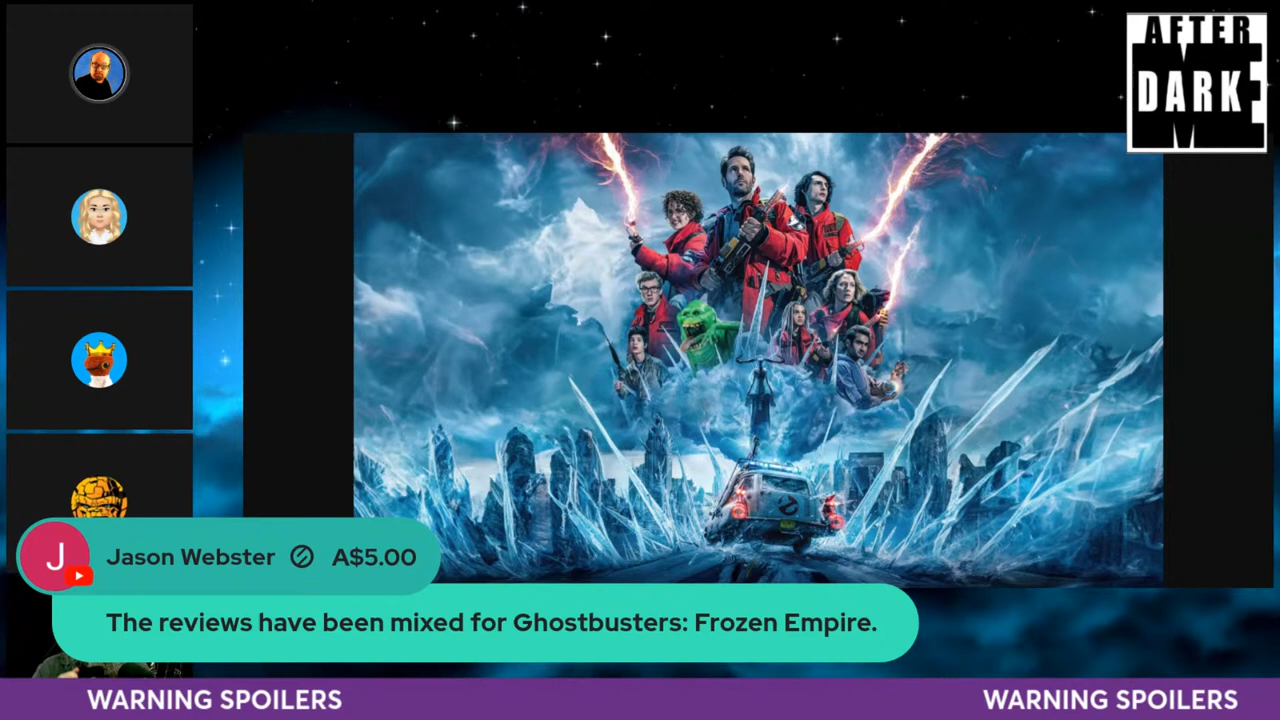 AFTER
ME
DARK
J
Jason Webster A$5.00
The reviews have been mixed for Ghostbusters: Frozen Empire.
WARNING SPOILERS WARNING SPOILERS